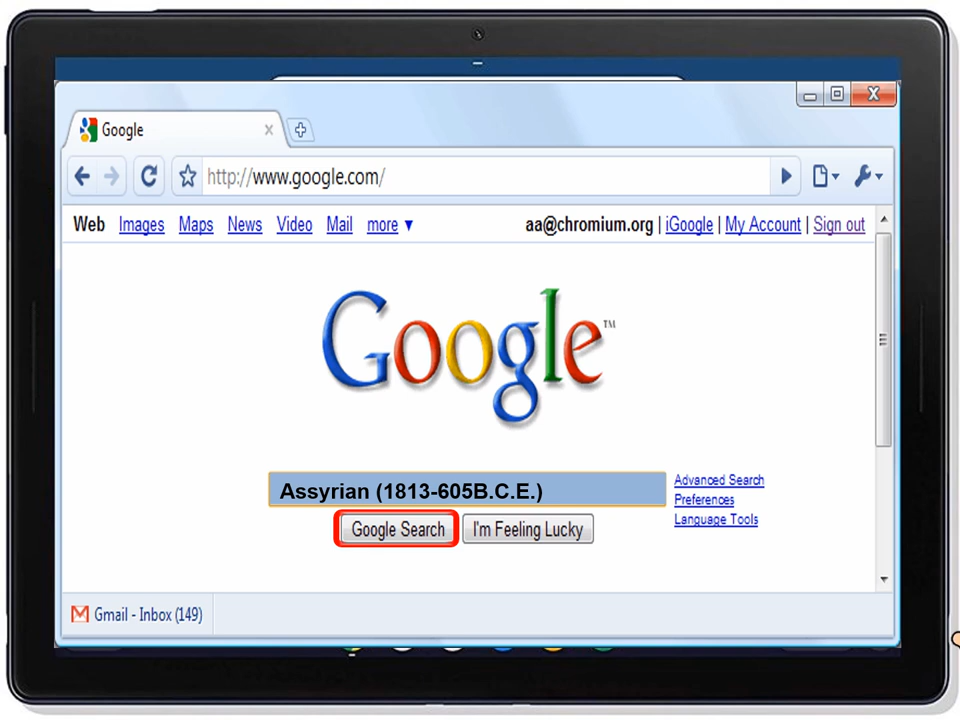 Google
http://www.google.com/
Web Images Maps News Video Mail more ▼ aa@chromium.org | iGoogle | My Account | Sign out
Google™
Assyrian (1813-605B.C.E.)
Advanced Search
Preferences
Language Tools
Google Search I'm Feeling Lucky
Gmail - Inbox (149)